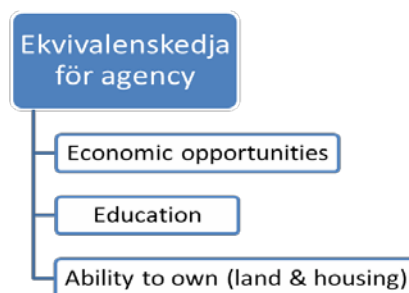 Ekvivalenskedja
för agency
Economic opportunities
Education
Ability to own (land & housing)